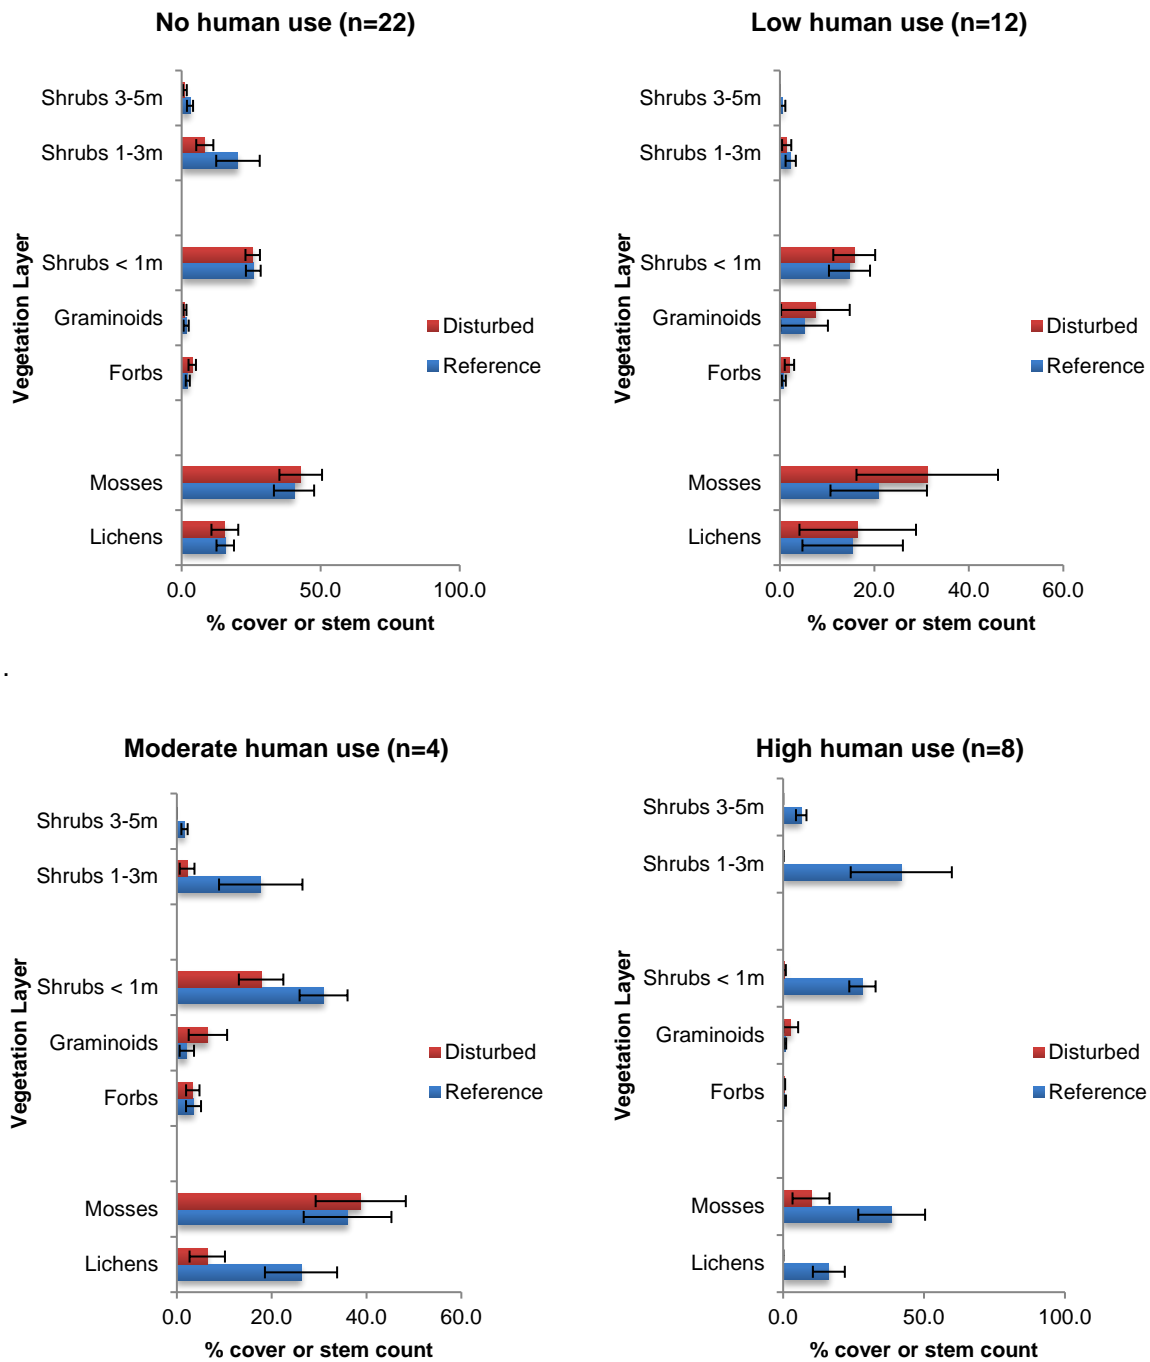 No human use (n=22)
Vegetation Layer
Shrubs 3-5m
Shrubs 1-3m
Shrubs < 1m
Graminoids
Forbs
Mosses
Lichens
Disturbed
Reference
0.0 50.0 100.0
% cover or stem count
Low human use (n=12)
Vegetation Layer
Shrubs 3-5m
Shrubs 1-3m
Shrubs < 1m
Graminoids
Forbs
Mosses
Lichens
Disturbed
Reference
0.0 20.0 40.0 60.0
% cover or stem count
.
Moderate human use (n=4)
Vegetation Layer
Shrubs 3-5m
Shrubs 1-3m
Shrubs < 1m
Graminoids
Forbs
Mosses
Lichens
Disturbed
Reference
0.0 20.0 40.0 60.0
% cover or stem count
High human use (n=8)
Vegetation Layer
Shrubs 3-5m
Shrubs 1-3m
Shrubs < 1m
Graminoids
Forbs
Mosses
Lichens
Disturbed
Reference
0.0 50.0 100.0
% cover or stem count